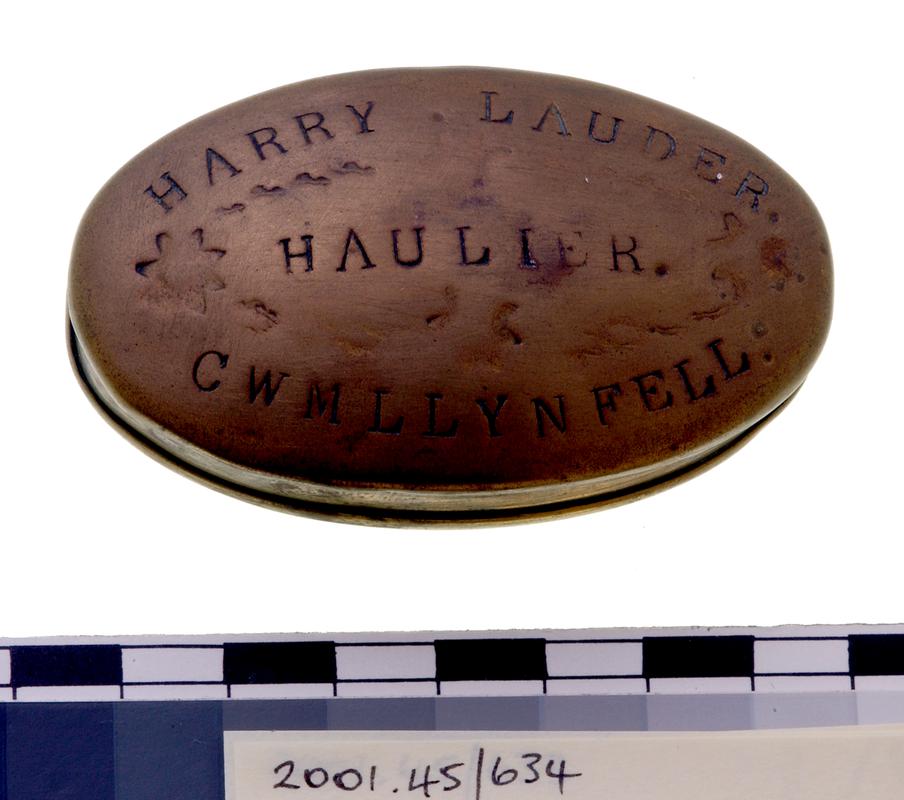 HARRY LAUDER.
HAULIER.
CWMLLYNFELL.
2001.45/634